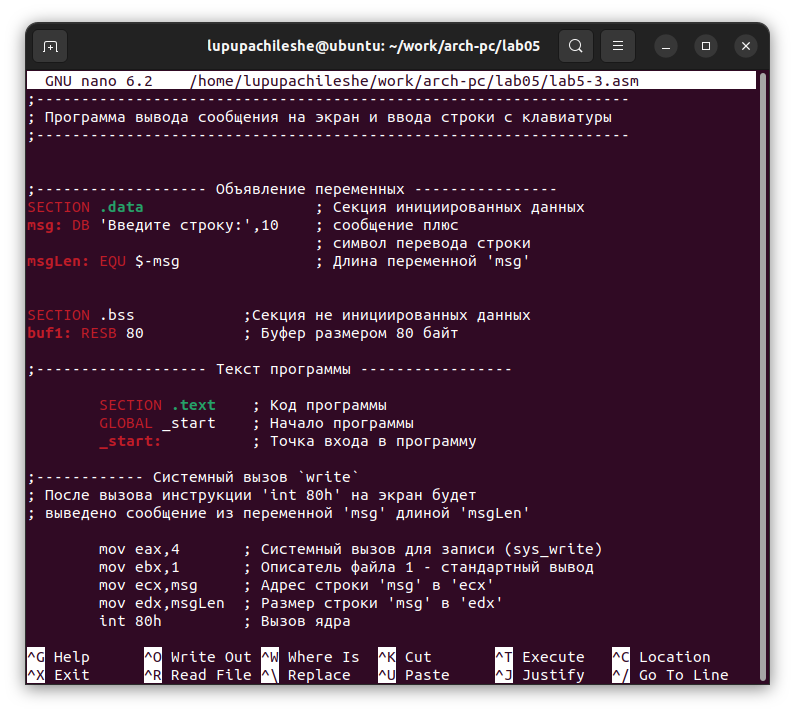 lupupachileshe@ubuntu: ~/work/arch-pc/lab05
GNU nano 6.2    /home/lupupachileshe/work/arch-pc/lab05/lab5-3.asm
;------------------------------------------------------------------
; Программа вывода сообщения на экран и ввода строки с клавиатуры
;------------------------------------------------------------------
;------------------- Объявление переменных ----------------
SECTION .data                   ; Секция инициированных данных
msg: DB 'Введите строку:',10    ; сообщение плюс
                                ; символ перевода строки
msgLen: EQU $-msg               ; Длина переменной 'msg'
SECTION .bss            ;Секция не инициированных данных
buf1: RESB 80           ; Буфер размером 80 байт
;------------------- Текст программы -----------------
        SECTION .text    ; Код программы
        GLOBAL _start    ; Начало программы
        _start:          ; Точка входа в программу
;------------ Системный вызов `write`
; После вызова инструкции 'int 80h' на экран будет
; выведено сообщение из переменной 'msg' длиной 'msgLen'
        mov eax,4       ; Системный вызов для записи (sys_write)
        mov ebx,1       ; Описатель файла 1 - стандартный вывод
        mov ecx,msg     ; Адрес строки 'msg' в 'ecx'
        mov edx,msgLen  ; Размер строки 'msg' в 'edx'
        int 80h         ; Вызов ядра
^G Help      ^O Write Out ^W Where Is  ^K Cut       ^T Execute   ^C Location
^X Exit      ^R Read File ^\ Replace   ^U Paste     ^J Justify   ^/ Go To Line